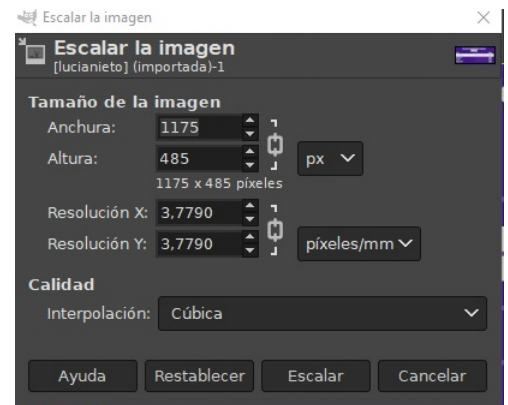 Escalar la imagen
Escalar la imagen
[lucianieto] (importada)-1
Tamaño de la imagen
Anchura: 1175
Altura: 485 px
1175 x 485 píxeles
Resolución X: 3,7790
Resolución Y: 3,7790 píxeles/mm
Calidad
Interpolación: Cúbica
Ayuda Restablecer Escalar Cancelar